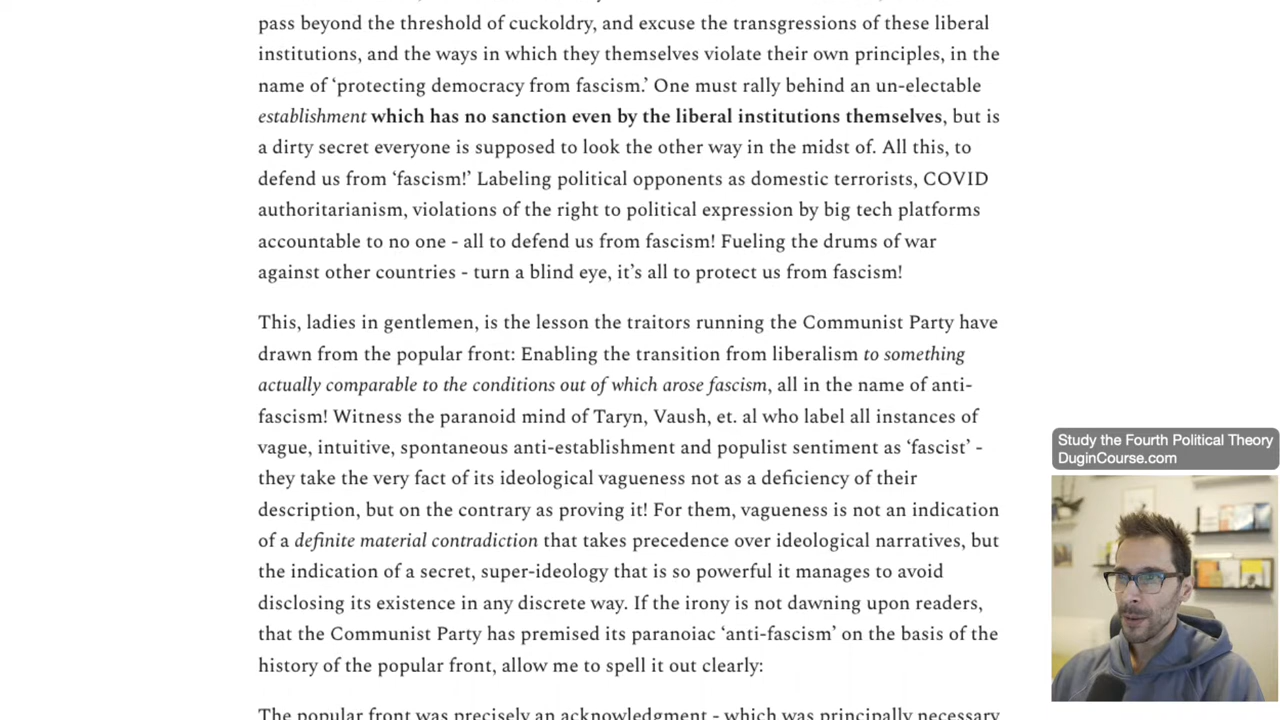 pass beyond the threshold of cuckoldry, and excuse the transgressions of these liberal
institutions, and the ways in which they themselves violate their own principles, in the
name of ‘protecting democracy from fascism.’ One must rally behind an un-electable
establishment which has no sanction even by the liberal institutions themselves, but is
a dirty secret everyone is supposed to look the other way in the midst of. All this, to
defend us from ‘fascism!’ Labeling political opponents as domestic terrorists, COVID
authoritarianism, violations of the right to political expression by big tech platforms
accountable to no one - all to defend us from fascism! Fueling the drums of war
against other countries - turn a blind eye, it’s all to protect us from fascism!
This, ladies in gentlemen, is the lesson the traitors running the Communist Party have
drawn from the popular front: Enabling the transition from liberalism to something
actually comparable to the conditions out of which arose fascism, all in the name of anti-
fascism! Witness the paranoid mind of Taryn, Vaush, et. al who label all instances of
vague, intuitive, spontaneous anti-establishment and populist sentiment as ‘fascist’ -
they take the very fact of its ideological vagueness not as a deficiency of their
description, but on the contrary as proving it! For them, vagueness is not an indication
of a definite material contradiction that takes precedence over ideological narratives, but
the indication of a secret, super-ideology that is so powerful it manages to avoid
disclosing its existence in any discrete way. If the irony is not dawning upon readers,
that the Communist Party has premised its paranoiac ‘anti-fascism’ on the basis of the
history of the popular front, allow me to spell it out clearly:
The popular front was precisely an acknowledgment - which was principally necessary
Study the Fourth Political Theory
DuginCourse.com